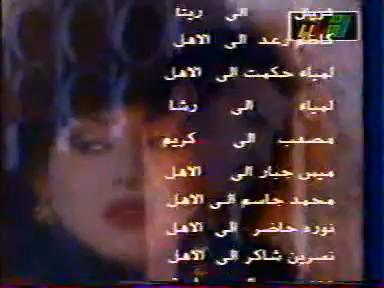 الى ريتا
كاظم رعد الى الاهل
لمياء حكمت الى الاهل
لمياء الى رشا
مصعب الى كريم
ميس جبار الى الاهل
محمد جاسم الى الاهل
نوره حاضر الى الاهل
نسرين شاكر الى الاهل